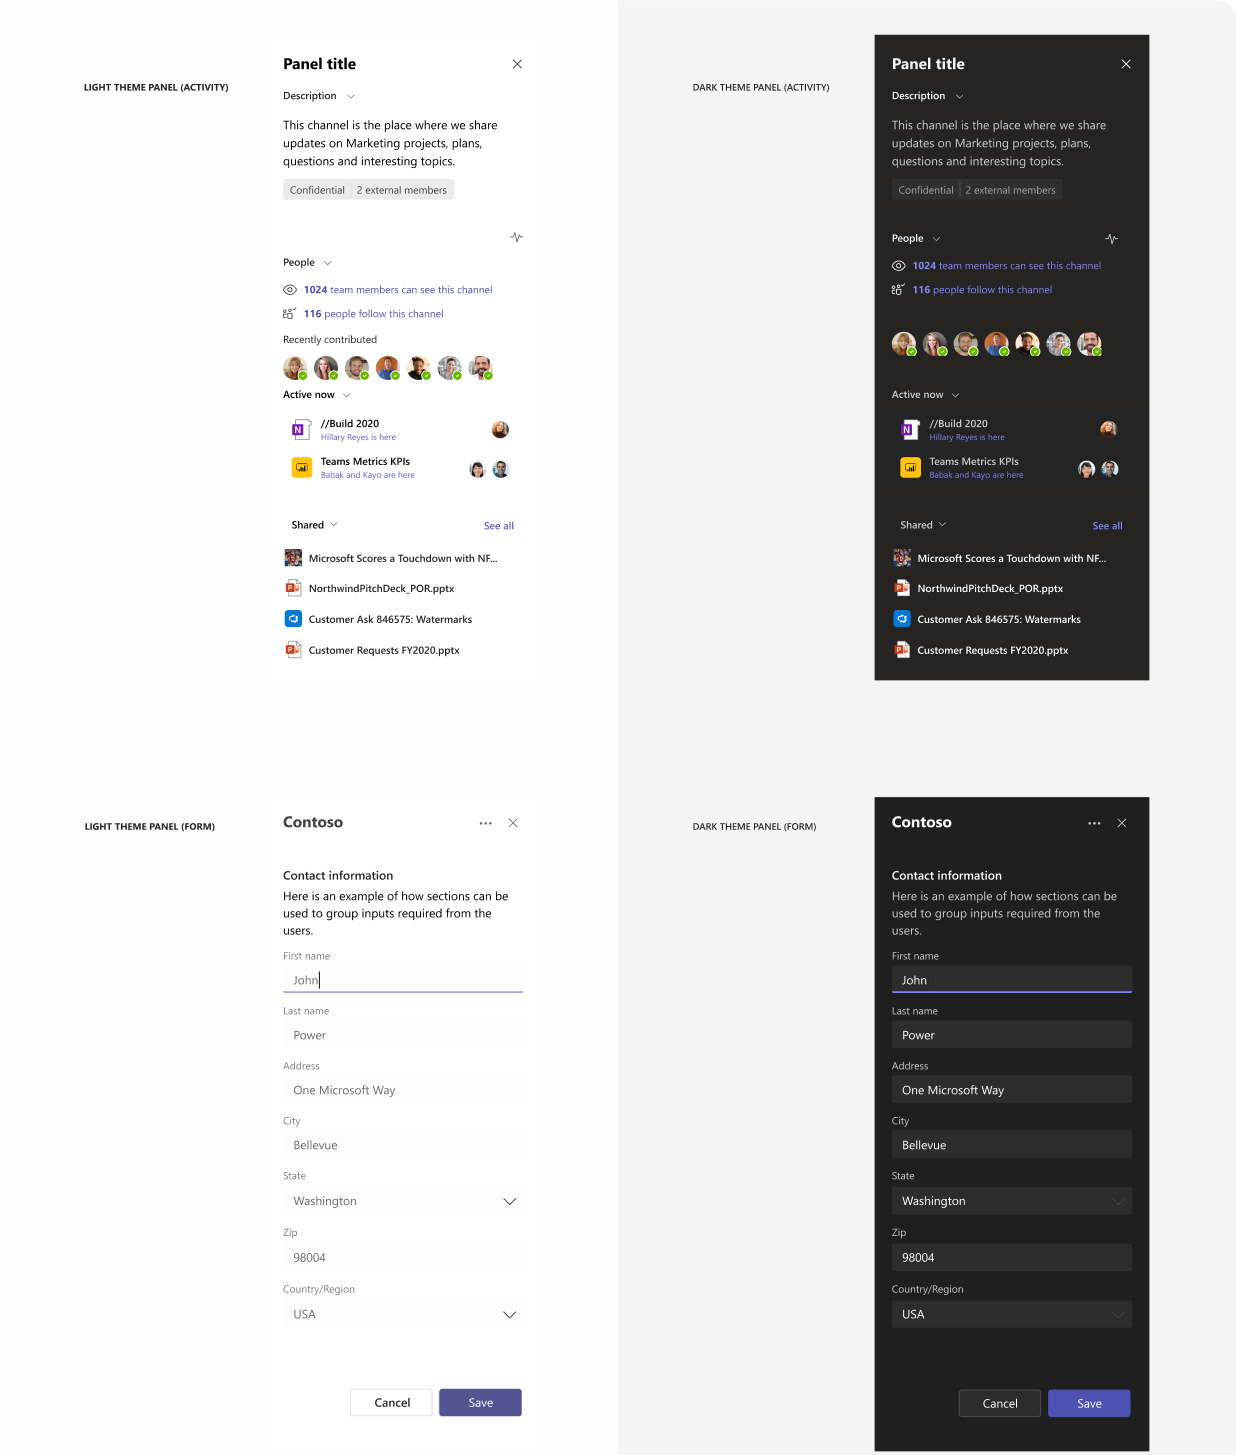 LIGHT THEME PANEL (ACTIVITY)
Panel title
Description
This channel is the place where we share
updates on Marketing projects, plans,
questions and interesting topics.
Confidential
2 external members
People
1024 team members can see this channel
116 people follow this channel
Recently contributed
Active now
N
//Build 2020
Hillary Reyes is here
Teams Metrics KPIs
Babak and Kayo are here
Shared
See all
Microsoft Scores a Touchdown with NF...
P
NorthwindPitchDeck_POR.pptx
Customer Ask 846575: Watermarks
P
Customer Requests FY2020.pptx
DARK THEME PANEL (ACTIVITY)
Panel title
Description
This channel is the place where we share
updates on Marketing projects, plans,
questions and interesting topics.
Confidential
2 external members
People
1024 team members can see this channel
116 people follow this channel
Active now
N
//Build 2020
Hillary Reyes is here
Teams Metrics KPIs
Babak and Kayo are here
Shared
See all
Microsoft Scores a Touchdown with NF...
P
NorthwindPitchDeck_POR.pptx
Customer Ask 846575: Watermarks
P
Customer Requests FY2020.pptx
LIGHT THEME PANEL (FORM)
Contoso
Contact information
Here is an example of how sections can be
used to group inputs required from the
users.
First name
John
Last name
Power
Address
One Microsoft Way
City
Bellevue
State
Washington
Zip
98004
Country/Region
USA
Cancel
Save
DARK THEME PANEL (FORM)
Contoso
Contact information
Here is an example of how sections can be
used to group inputs required from the
users.
First name
John
Last name
Power
Address
One Microsoft Way
City
Bellevue
State
Washington
Zip
98004
Country/Region
USA
Cancel
Save